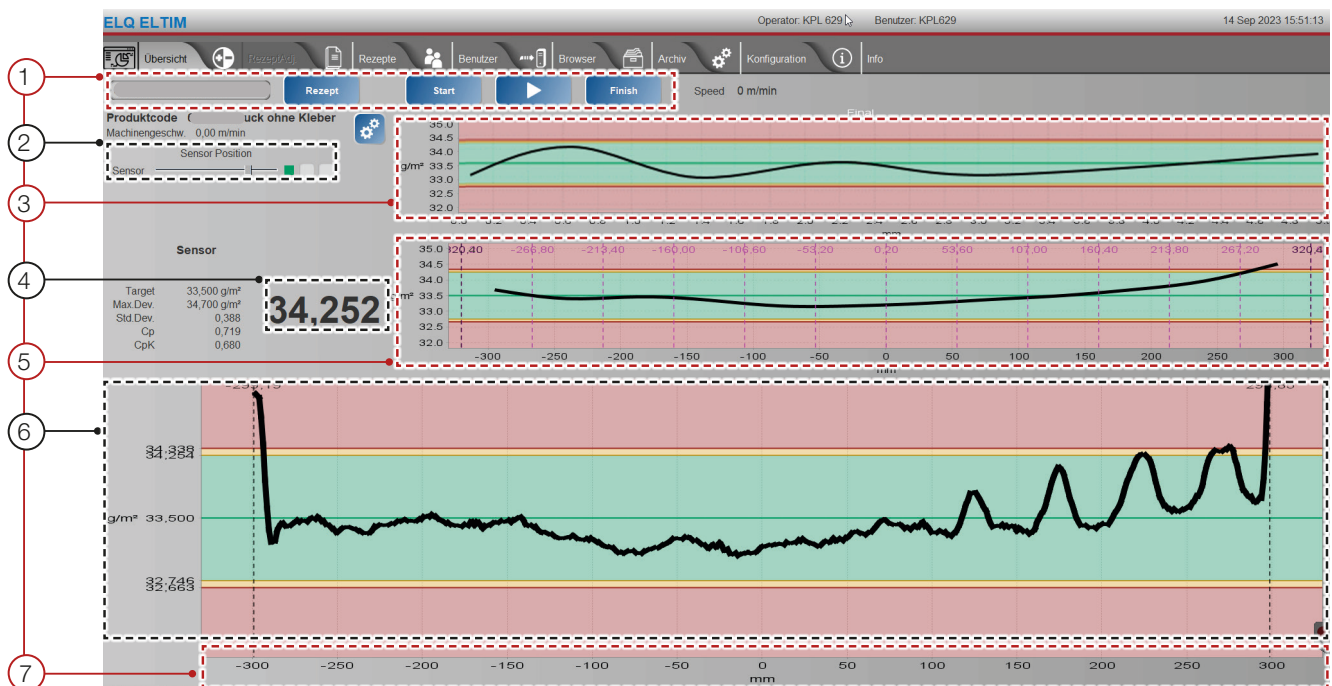 ELQ ELTIM
Operator: KPL 629 Benutzer: KPL629 14 Sep 2023 15:51:13
Übersicht Rezept/Adj Rezepte Benutzer Browser Archiv Konfiguration Info
1
Rezept Start Finish Speed 0 m/min
Final
Produktcode uck ohne Kleber
Machinengeschw. 0,00 m/min
2
Sensor Position
Sensor
3
35.0
34.5
34.0
g/m² 33.5
33.0
32.5
32.0
mm
Sensor
4
Target 33,500 g/m²
Max.Dev. 34,700 g/m²
Std.Dev. 0,388
Cp 0,719
CpK 0,680
34,252
5
35.0 -266,80 -213,40 -160,00 -106,60 -53,20 0,20 53,60 107,00 160,40 213,80 267,20
34.5
34.0
33.5
33.0
32.5
32.0
-300 -250 -200 -150 -100 -50 0 50 100 150 200 250 300
mm
6
34,338
34,254
g/m² 33,500
32,746
32,663
7
-300 -250 -200 -150 -100 -50 0 50 100 150 200 250 300
mm